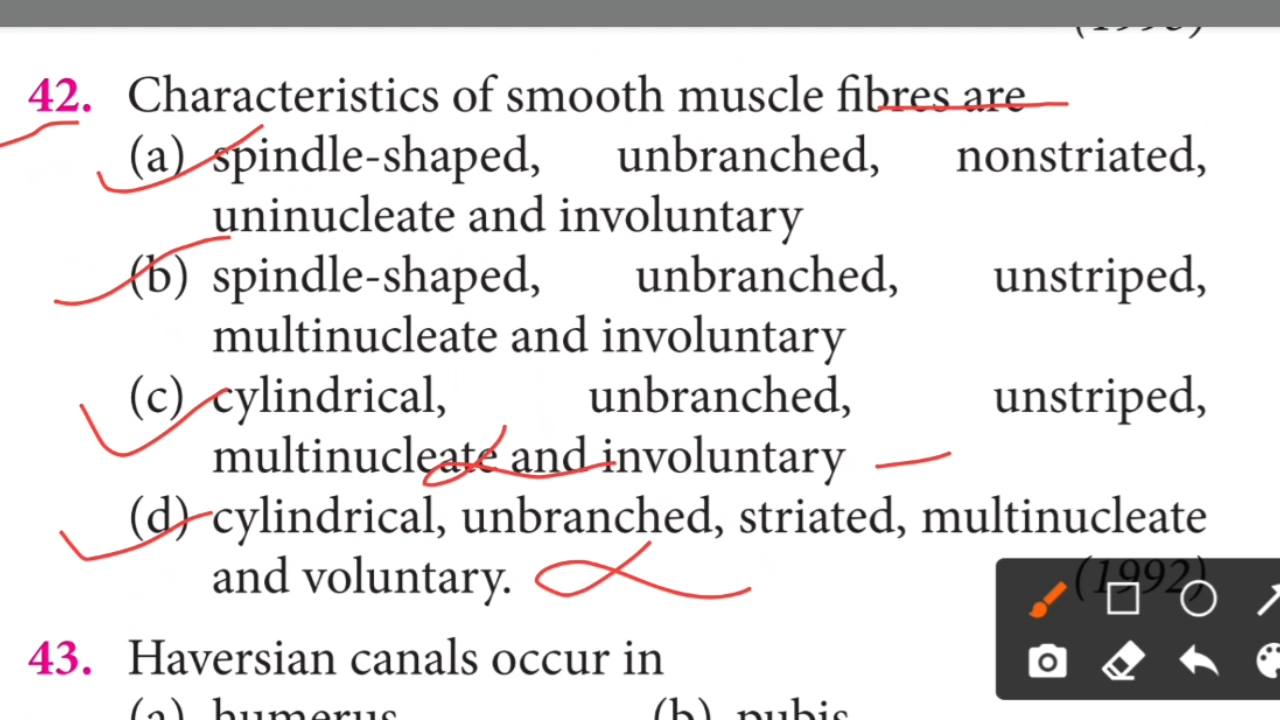 42. Characteristics of smooth muscle fibres are
(a) spindle-shaped, unbranched, nonstriated,
uninucleate and involuntary
(b) spindle-shaped, unbranched, unstriped,
multinucleate and involuntary
(c) cylindrical, unbranched, unstriped,
multinucleate and involuntary
(d) cylindrical, unbranched, striated, multinucleate
and voluntary.
(1992)
43. Haversian canals occur in
(a) humerus (b) pubis